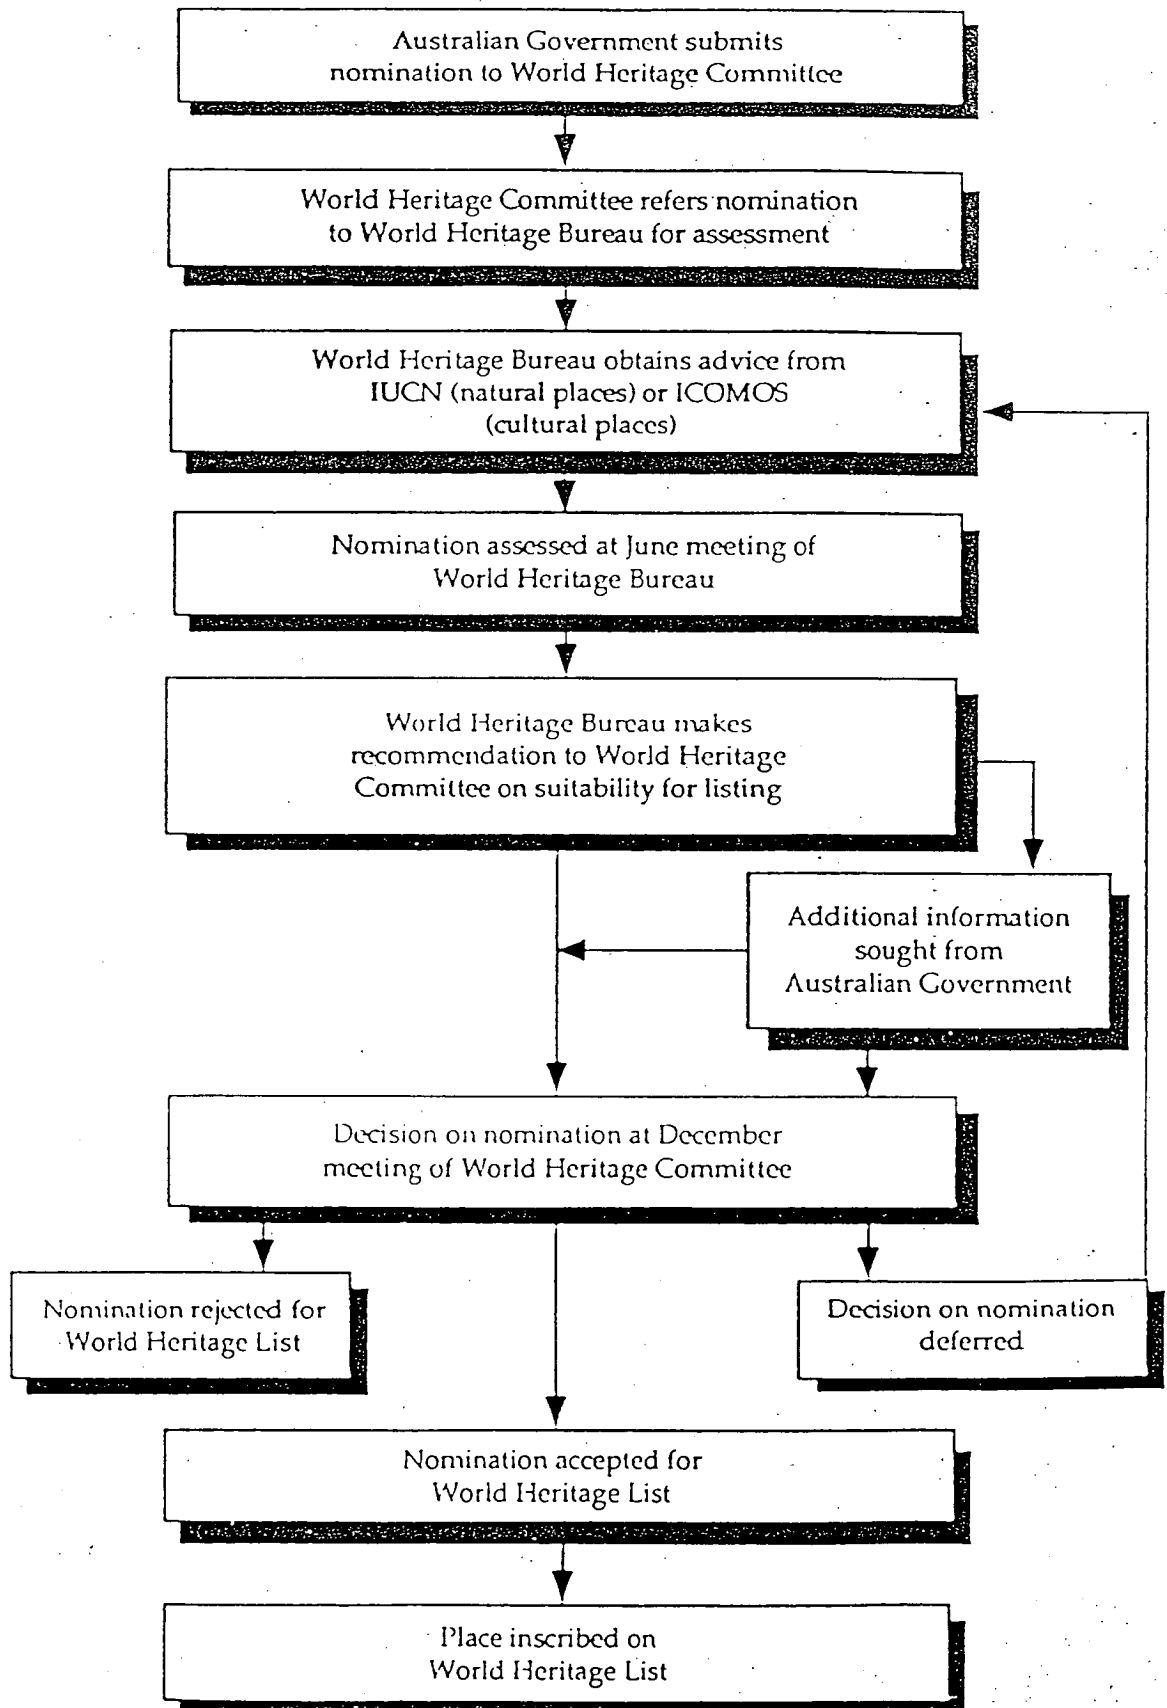 Australian Government submits
nomination to World Heritage Committee
World Heritage Committee refers nomination
to World Heritage Bureau for assessment
World Heritage Bureau obtains advice from
IUCN (natural places) or ICOMOS
(cultural places)
Nomination assessed at June meeting of
World Heritage Bureau
World Heritage Bureau makes
recommendation to World Heritage
Committee on suitability for listing
Additional information
sought from
Australian Government
Decision on nomination at December
meeting of World Heritage Committee
Nomination rejected for
World Heritage List
Decision on nomination
deferred
Nomination accepted for
World Heritage List
Place inscribed on
World Heritage List